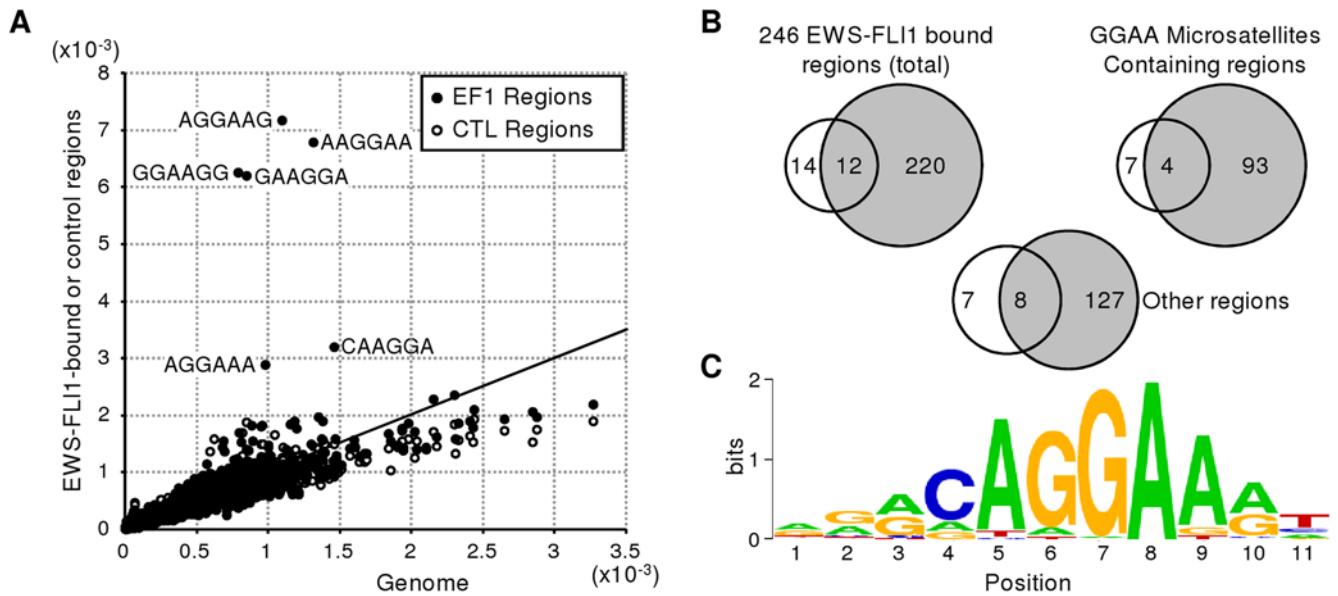 A
(x10-3)
8
7
6
5
4
3
2
1
0
EWS-FLI1-bound or control regions
AGGAAG
AAGGAA
GGAAGG
GAAGGA
AGGAAA
CAAGGA
EF1 Regions
CTL Regions
0 0.5 1 1.5 2 2.5 3 3.5
Genome
(x10-3)
B
246 EWS-FLI1 bound
regions (total)
14 12 220
GGAA Microsatellites
Containing regions
7 4 93
7 8 127
Other regions
C
2
1
0
bits
CAGGAAA
1 2 3 4 5 6 7 8 9 10 11
Position